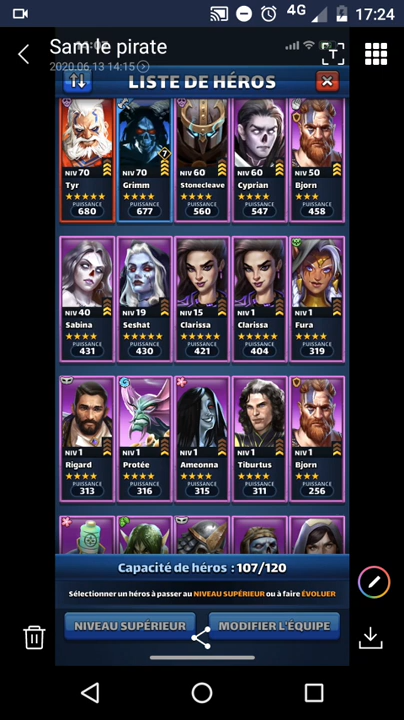 4G 17:24
Sam le pirate
2020.06.13 14:15
LISTE DE HÉROS
NIV 70 NIV 70 NIV 60 NIV 60 NIV 50
Tyr Grimm Stonecleave Cyprian Bjorn
PUISSANCE PUISSANCE PUISSANCE PUISSANCE PUISSANCE
680 677 560 547 458
NIV 40 NIV 19 NIV 15 NIV 1 NIV 1
Sabina Seshat Clarissa Clarissa Fura
PUISSANCE PUISSANCE PUISSANCE PUISSANCE PUISSANCE
431 430 421 404 319
NIV 1 NIV 1 NIV 1 NIV 1 NIV 1
Rigard Protée Ameonna Tiburtus Bjorn
PUISSANCE PUISSANCE PUISSANCE PUISSANCE PUISSANCE
313 316 315 311 256
Capacité de héros : 107/120
Sélectionner un héros à passer au NIVEAU SUPÉRIEUR ou à faire ÉVOLUER
NIVEAU SUPÉRIEUR MODIFIER L'ÉQUIPE